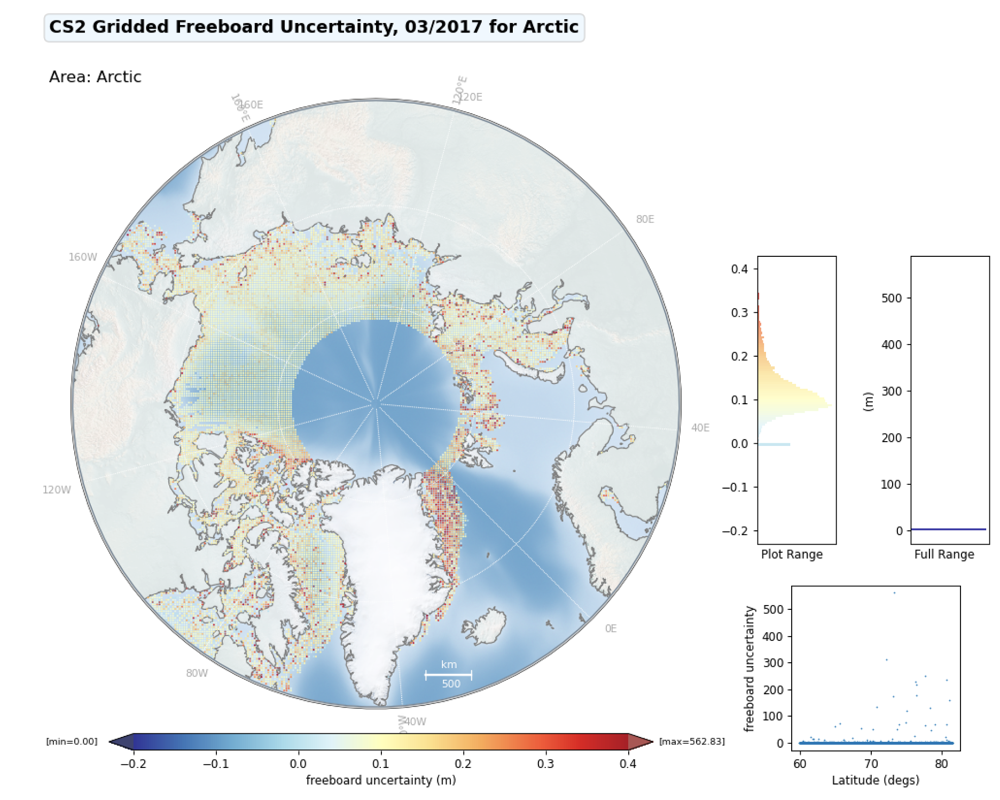 CS2 Gridded Freeboard Uncertainty, 03/2017 for Arctic
Area: Arctic
160°E
160E
120°E
120E
80E
160W
40E
120W
0E
80W
40W
km
500
[min=0.00]
[max=562.83]
−0.2 −0.1 0.0 0.1 0.2 0.3 0.4
freeboard uncertainty (m)
0.4
0.3
0.2
0.1
0.0
−0.1
−0.2
Plot Range
(m)
500
400
300
200
100
0
Full Range
freeboard uncertainty
500
400
300
200
100
0
60 70 80
Latitude (degs)